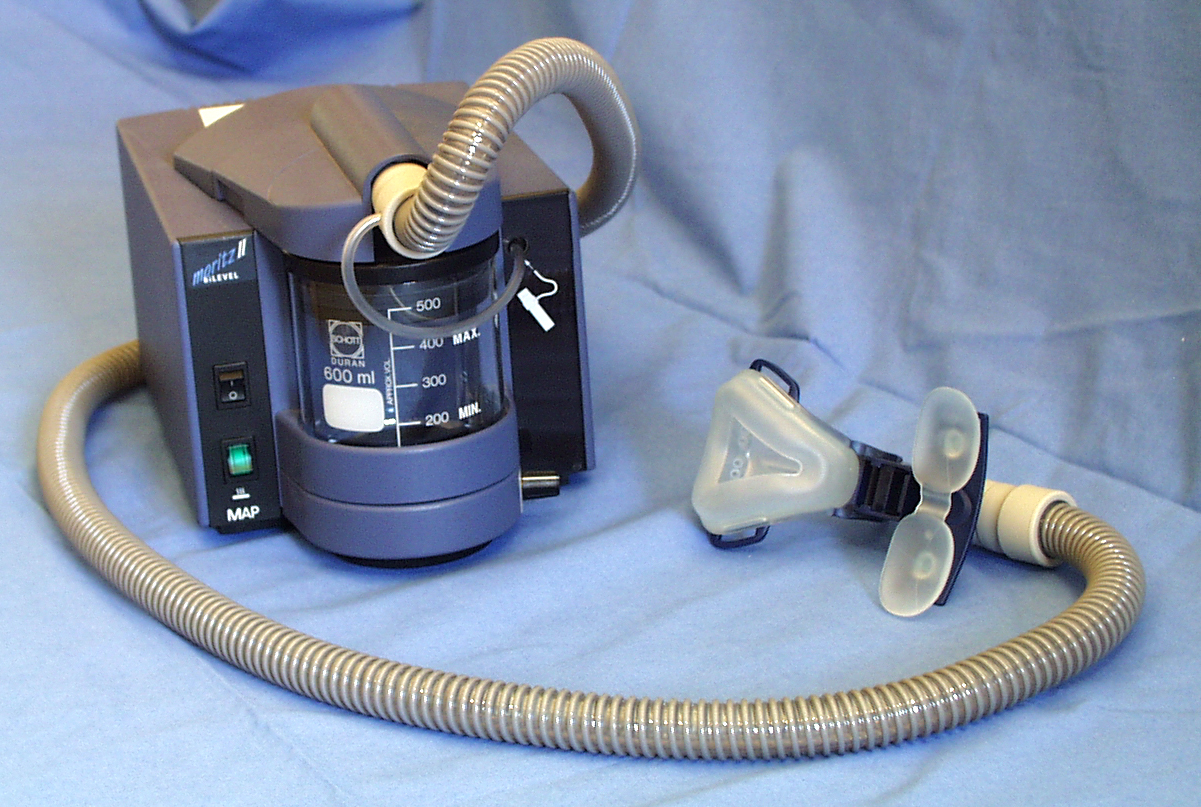 moritz II
BiLEVEL
I
O
MAP
SCHOTT
DURAN
600 ml
APPROX VOL
500
400 MAX.
300
200 MIN.